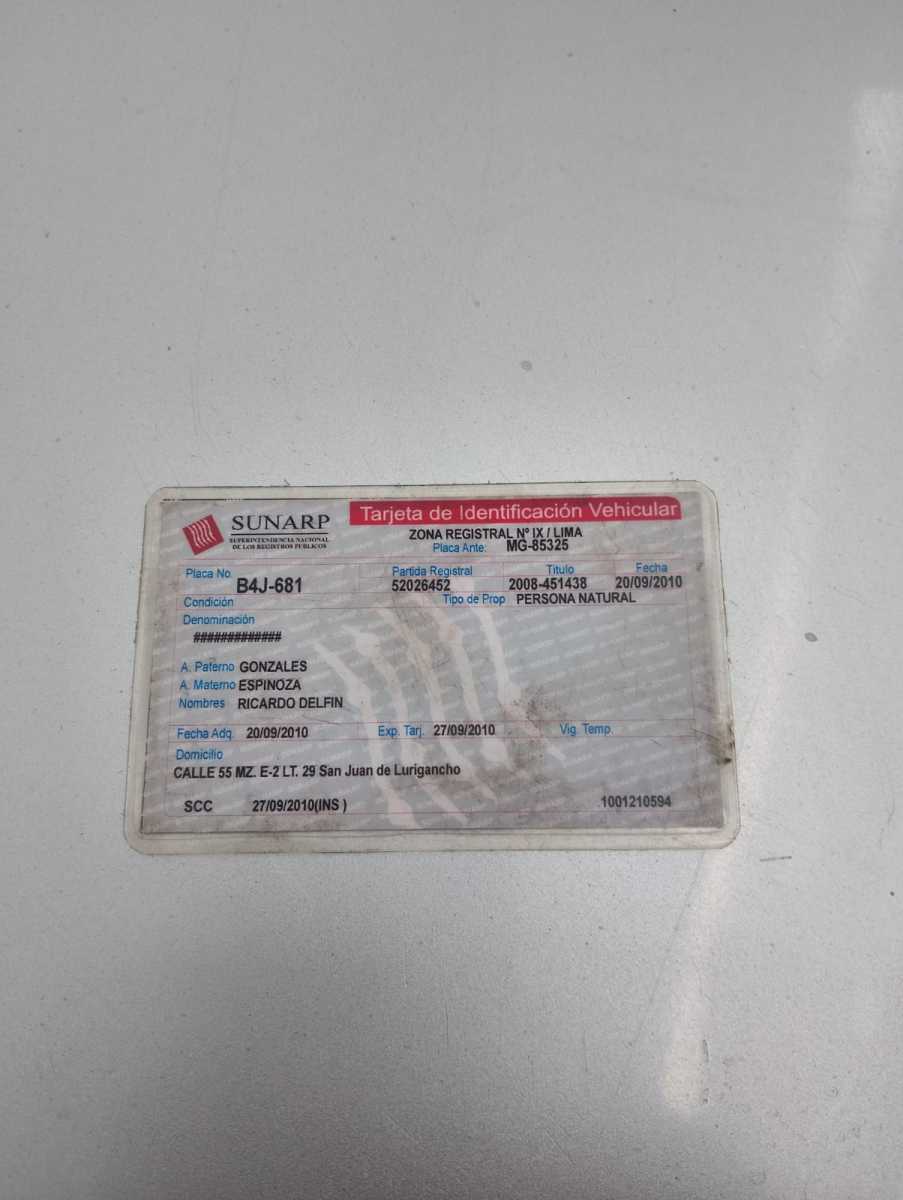 SUNARP
SUPERINTENDENCIA NACIONAL
DE LOS REGISTROS PUBLICOS
Tarjeta de Identificación Vehicular
ZONA REGISTRAL Nº IX / LIMA
Placa Ante: MG-85325
Placa No. B4J-681
Partida Registral 52026452
Titulo 2008-451438
Fecha 20/09/2010
Condición
Tipo de Prop PERSONA NATURAL
Denominación
#############
A. Paterno GONZALES
A. Materno ESPINOZA
Nombres RICARDO DELFIN
Fecha Adq. 20/09/2010 Exp. Tarj. 27/09/2010 Vig. Temp.
Domicilio
CALLE 55 MZ. E-2 LT. 29 San Juan de Lurigancho
SCC 27/09/2010(INS ) 1001210594